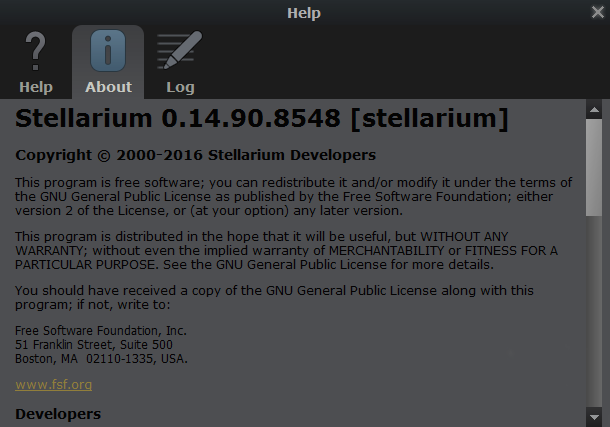 Help
Help
About
Log
Stellarium 0.14.90.8548 [stellarium]
Copyright © 2000-2016 Stellarium Developers
This program is free software; you can redistribute it and/or modify it under the terms of
the GNU General Public License as published by the Free Software Foundation; either
version 2 of the License, or (at your option) any later version.
This program is distributed in the hope that it will be useful, but WITHOUT ANY
WARRANTY; without even the implied warranty of MERCHANTABILITY or FITNESS FOR A
PARTICULAR PURPOSE. See the GNU General Public License for more details.
You should have received a copy of the GNU General Public License along with this
program; if not, write to:
Free Software Foundation, Inc.
51 Franklin Street, Suite 500
Boston, MA  02110-1335, USA.
www.fsf.org
Developers